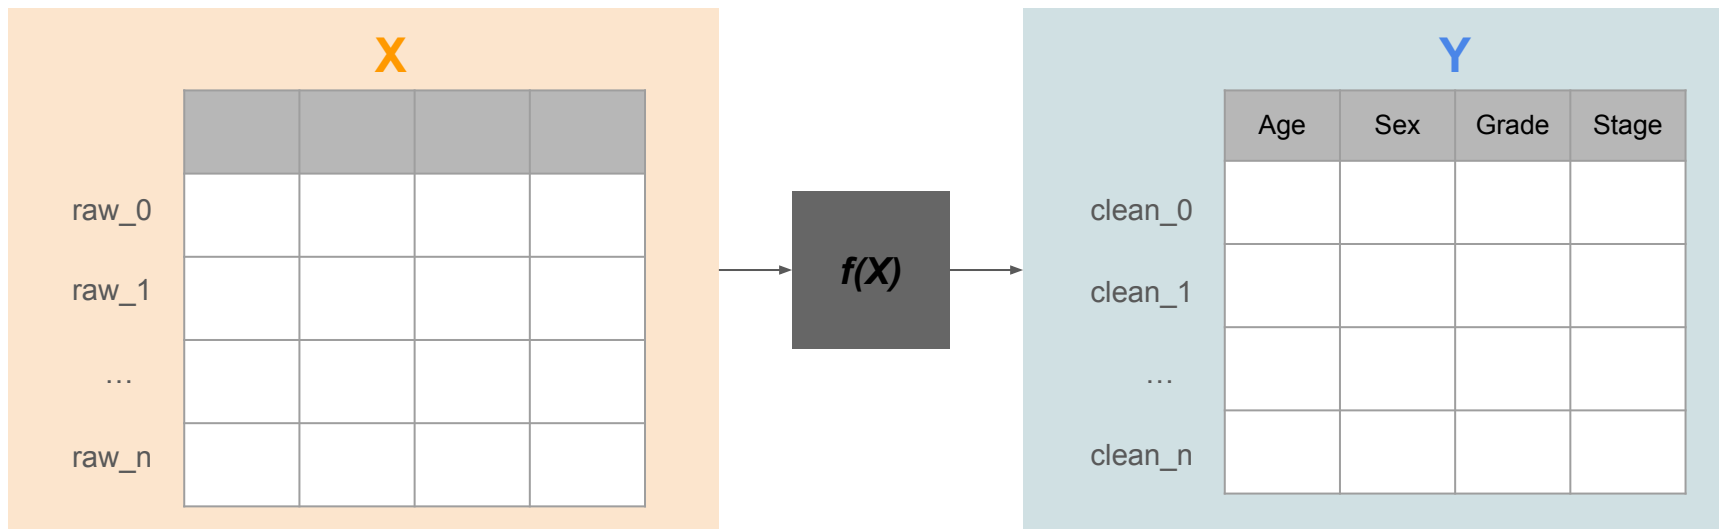 X
raw_0
raw_1
...
raw_n
f(X)
Y
Age Sex Grade Stage
clean_0
clean_1
...
clean_n